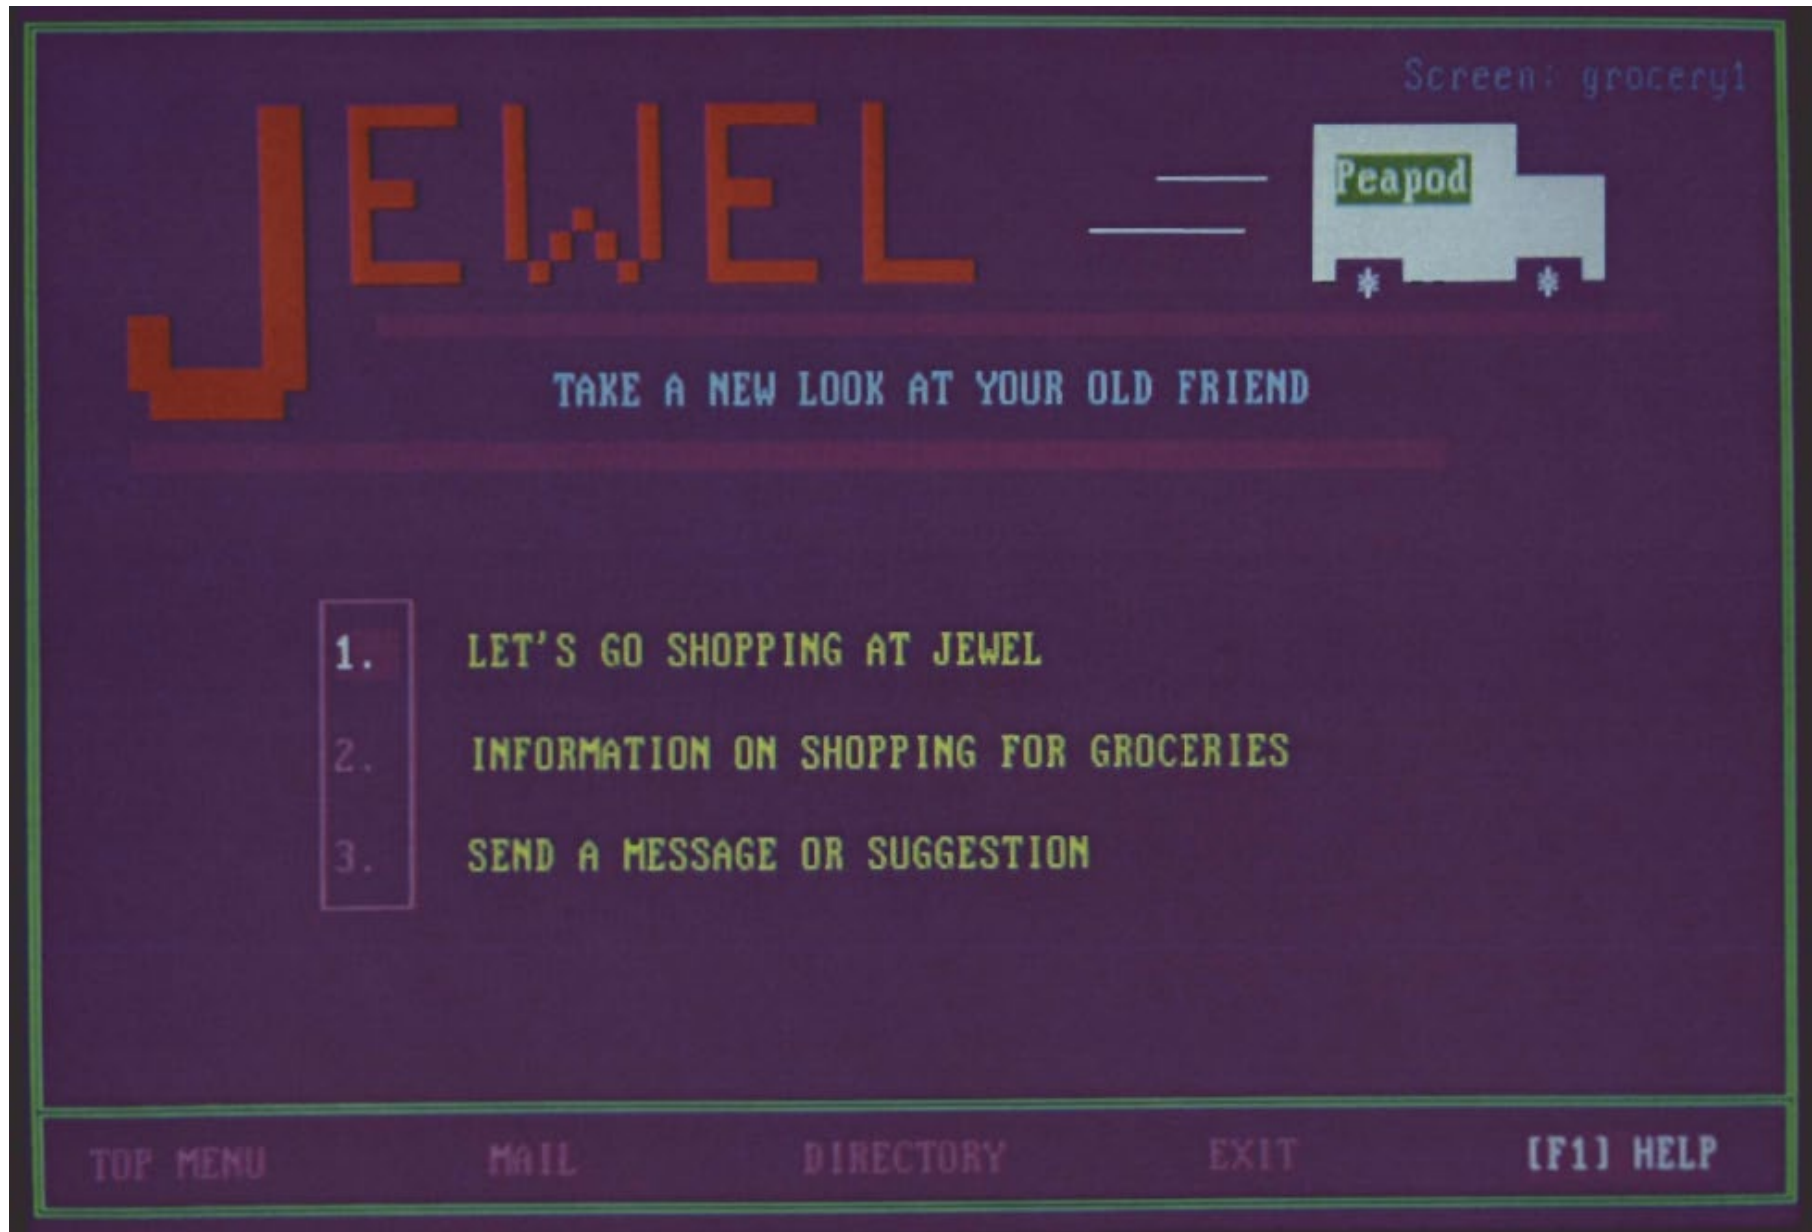 Screen: grocery1
JEWEL
Peapod
TAKE A NEW LOOK AT YOUR OLD FRIEND
1. LET'S GO SHOPPING AT JEWEL
2. INFORMATION ON SHOPPING FOR GROCERIES
3. SEND A MESSAGE OR SUGGESTION
TOP MENU MAIL DIRECTORY EXIT [F1] HELP